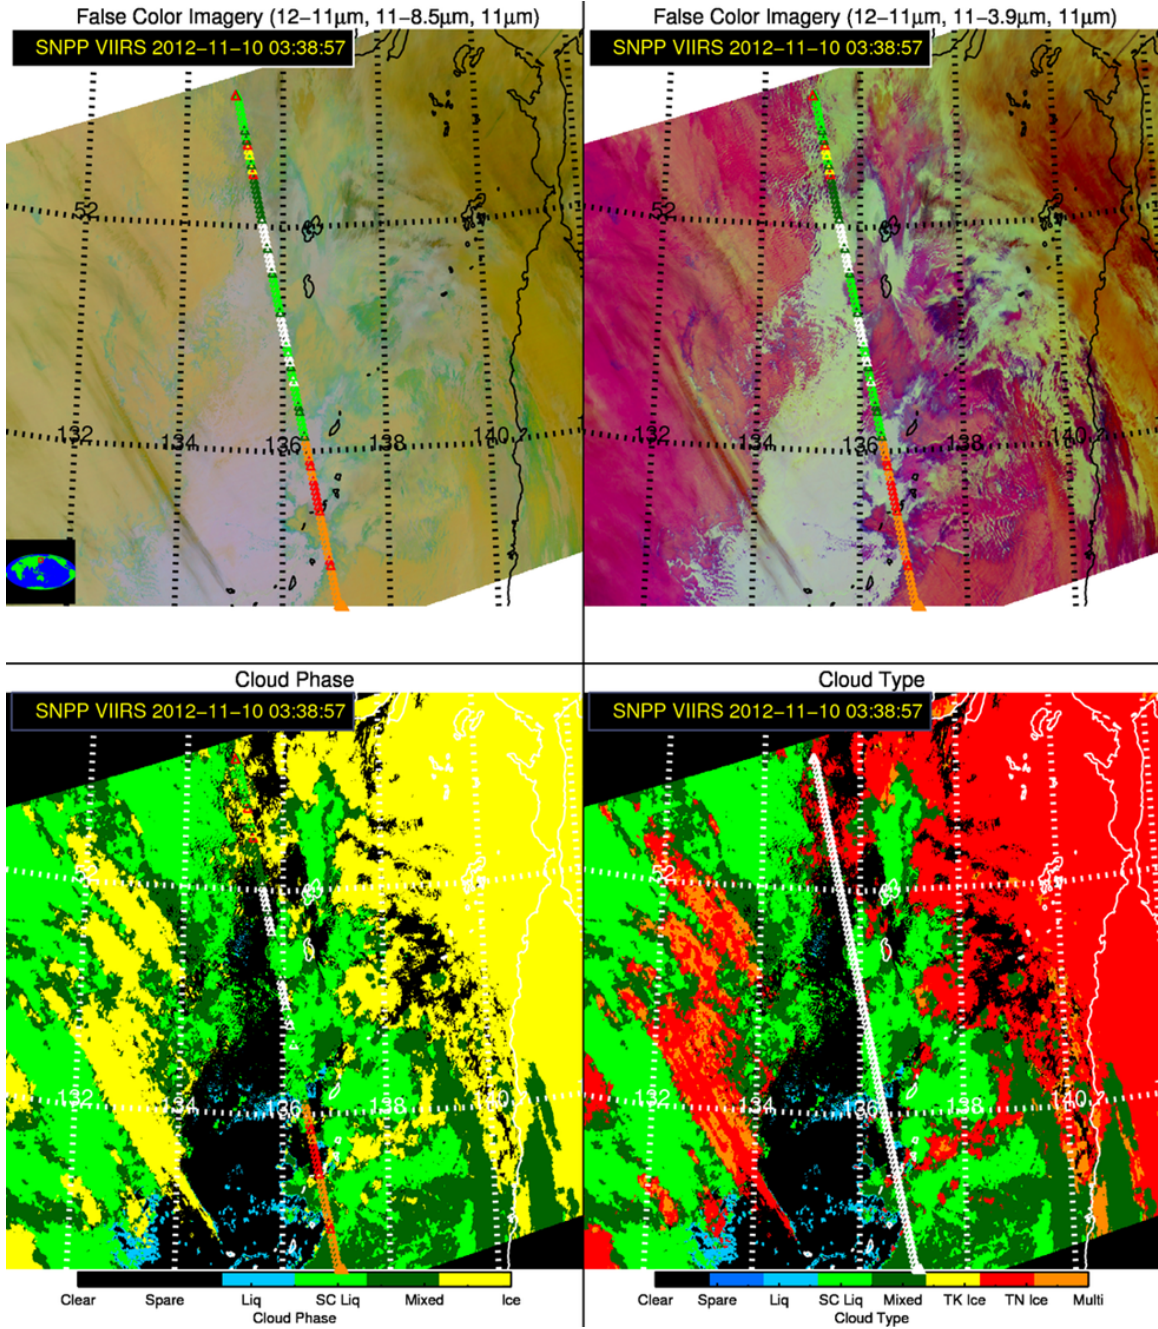 False Color Imagery (12−11μm, 11−8.5μm, 11μm)
SNPP VIIRS 2012−11−10 03:38:57
52
132
134
136
138
140.2
False Color Imagery (12−11μm, 11−3.9μm, 11μm)
SNPP VIIRS 2012−11−10 03:38:57
52
132
134
136
138
140.2
Cloud Phase
SNPP VIIRS 2012−11−10 03:38:57
52
132
134
136
138
140.2
Clear Spare Liq SC Liq Mixed Ice
Cloud Phase
Cloud Type
SNPP VIIRS 2012−11−10 03:38:57
52
132
134
136
138
140.2
Clear Spare Liq SC Liq Mixed TK Ice TN Ice Multi
Cloud Type